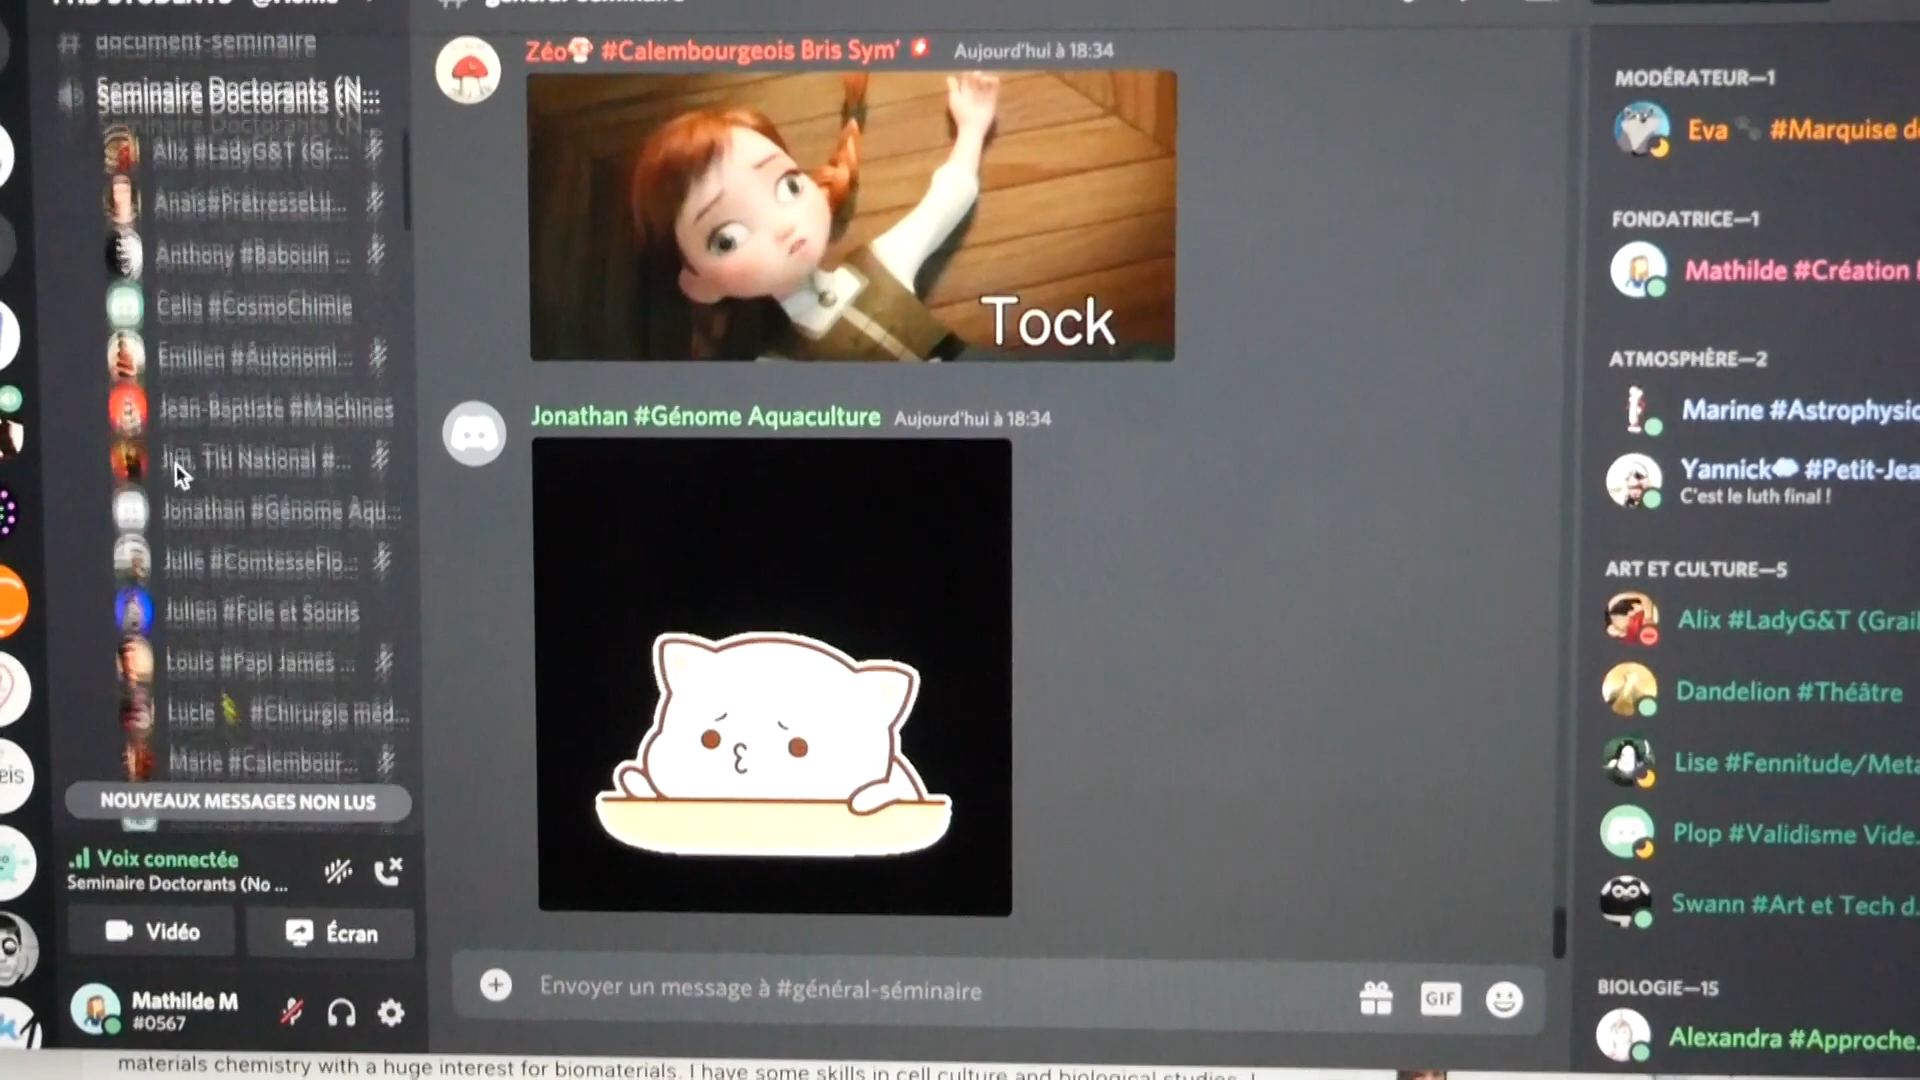 document-seminaire
Seminaire Doctorants (N...
Alix #LadyG&T (Gr...
Anaïs#PrêtresseLu...
Anthony #Babouin ...
Celia #CosmoChimie
Emilien #Autonomi...
Jean-Baptiste #Machines
Jim, Titi National #...
Jonathan #Génome Aqu...
Julie #ComtesseFlo...
Julien #Foie et Souris
Louis #Papi James ...
Lucie #Chirurgie méd...
Marie #Calembour...
NOUVEAUX MESSAGES NON LUS
Voix connectée
Seminaire Doctorants (No ...
Vidéo
Écran
Mathilde M
#0567
Zéo #Calembourgeois Bris Sym' Aujourd'hui à 18:34
Tock
Jonathan #Génome Aquaculture Aujourd'hui à 18:34
Envoyer un message à #général-séminaire
GIF
MODÉRATEUR—1
Eva #Marquise d
FONDATRICE—1
Mathilde #Création
ATMOSPHÈRE—2
Marine #Astrophysic
Yannick #Petit-Jea
C'est le luth final !
ART ET CULTURE—5
Alix #LadyG&T (Grail
Dandelion #Théâtre
Lise #Fennitude/Meta
Plop #Validisme Vide...
Swann #Art et Tech d...
BIOLOGIE—15
Alexandra #Approche...
eis
materials chemistry with a huge interest for biomaterials. I have some skills in cell culture and biological studies. I